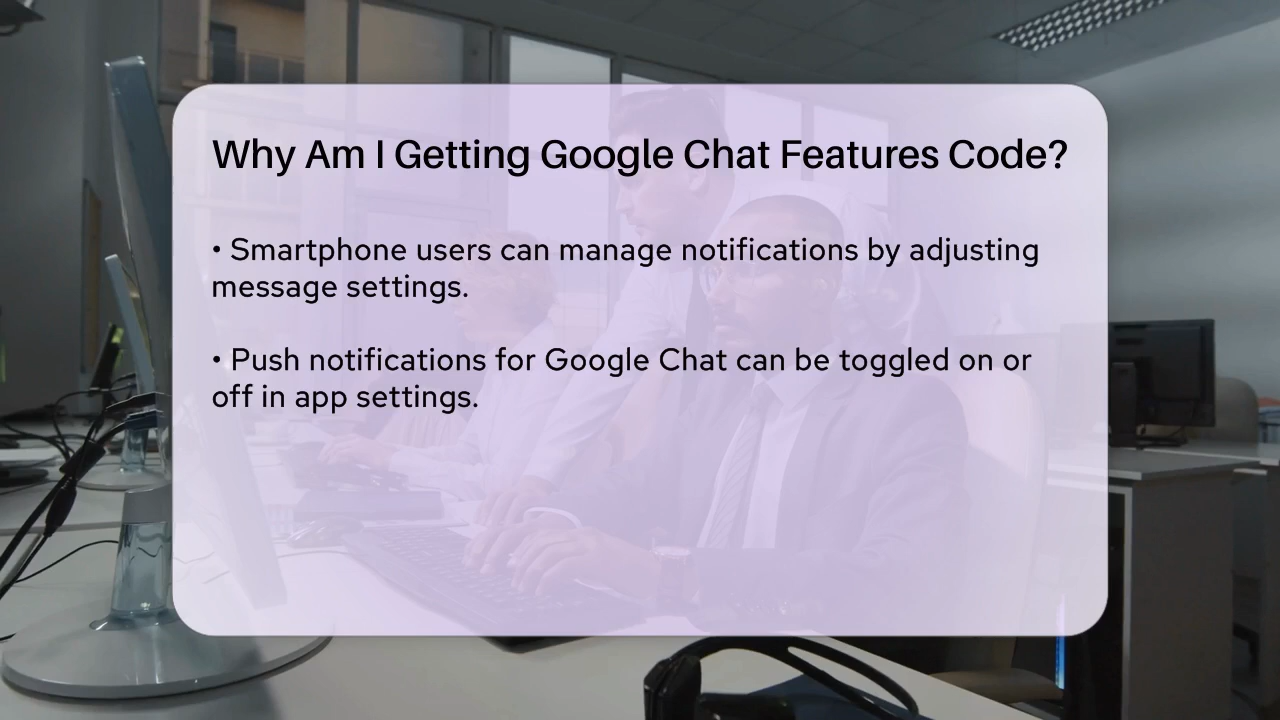 Why Am I Getting Google Chat Features Code?
• Smartphone users can manage notifications by adjusting
message settings.
• Push notifications for Google Chat can be toggled on or
off in app settings.